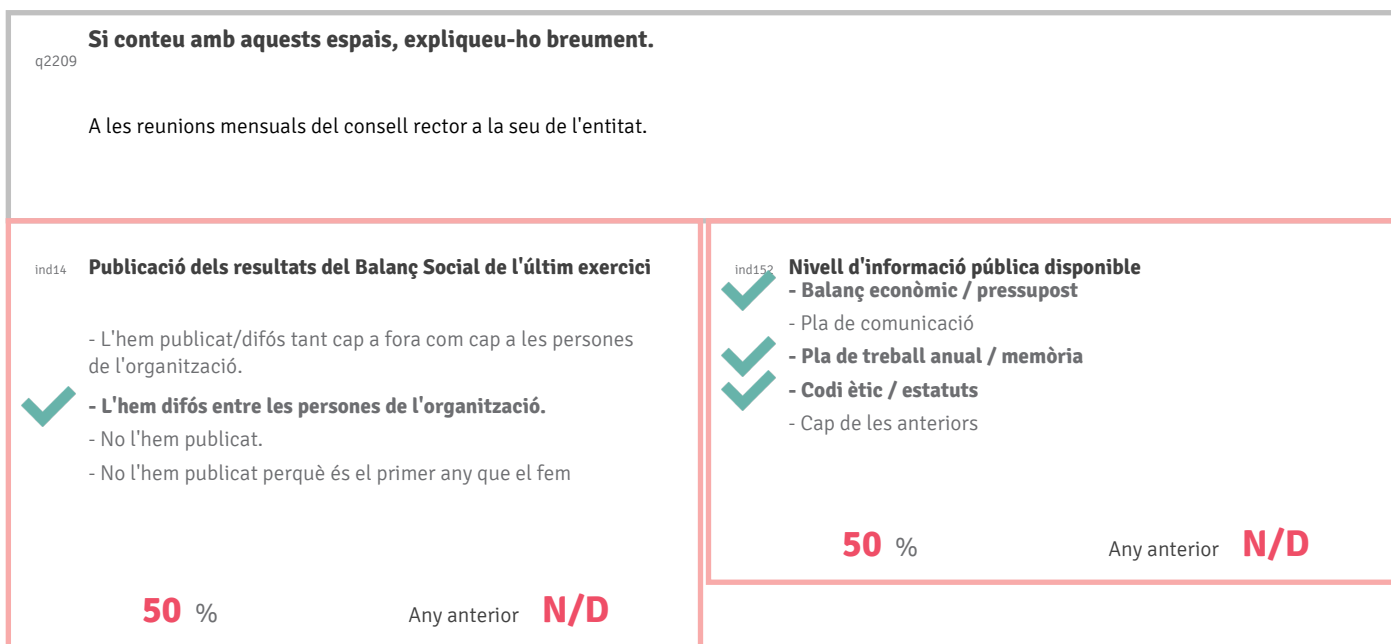 Si conteu amb aquests espais, expliqueu-ho breument.
q2209
A les reunions mensuals del consell rector a la seu de l'entitat.
ind14 Publicació dels resultats del Balanç Social de l'últim exercici
- L'hem publicat/difós tant cap a fora com cap a les persones
de l'organització.
- L'hem difós entre les persones de l'organització.
- No l'hem publicat.
- No l'hem publicat perquè és el primer any que el fem
50 % Any anterior N/D
ind152 Nivell d'informació pública disponible
- Balanç econòmic / pressupost
- Pla de comunicació
- Pla de treball anual / memòria
- Codi ètic / estatuts
- Cap de les anteriors
50 % Any anterior N/D